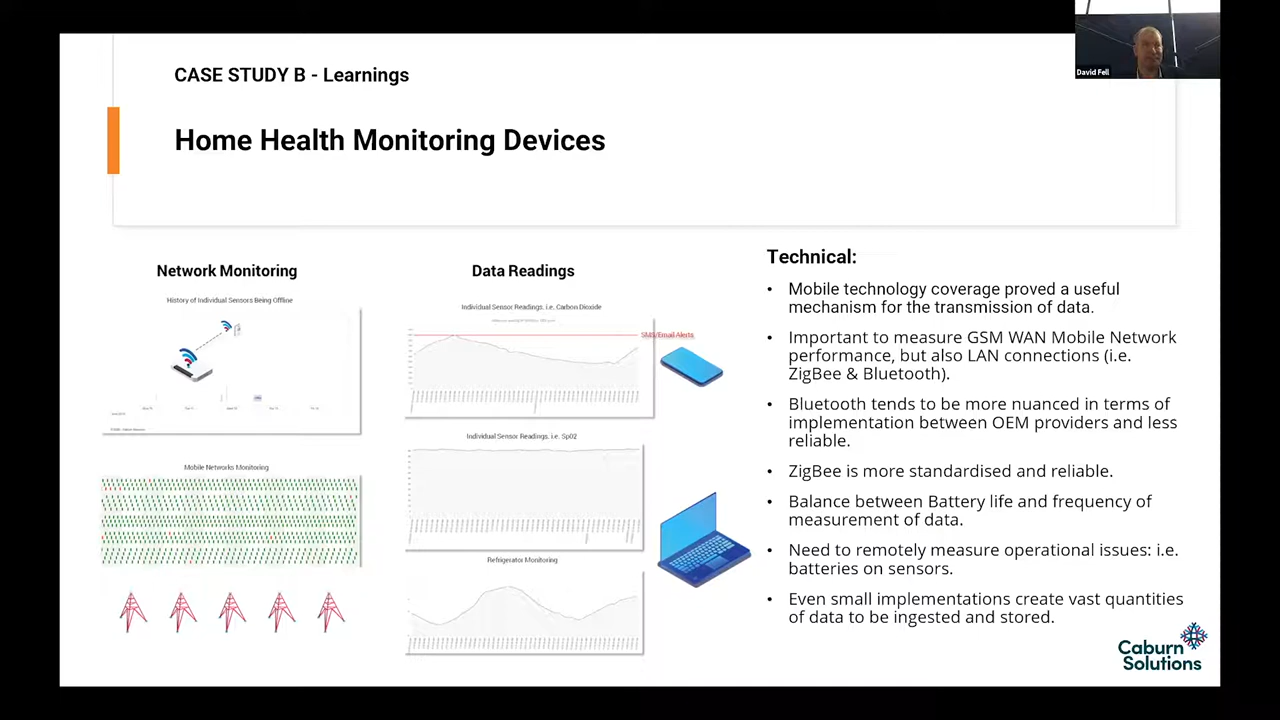 David Fell
CASE STUDY B - Learnings
Home Health Monitoring Devices
Network Monitoring
History of Individual Sensors Being Offline
Mobile Networks Monitoring
Data Readings
Individual Sensor Readings. i.e. Carbon Dioxide
SMS/Email Alerts
Individual Sensor Readings. i.e. Sp02
Refrigerator Monitoring
Technical:
• Mobile technology coverage proved a useful
mechanism for the transmission of data.
• Important to measure GSM WAN Mobile Network
performance, but also LAN connections (i.e.
ZigBee & Bluetooth).
• Bluetooth tends to be more nuanced in terms of
implementation between OEM providers and less
reliable.
• ZigBee is more standardised and reliable.
• Balance between Battery life and frequency of
measurement of data.
• Need to remotely measure operational issues: i.e.
batteries on sensors.
• Even small implementations create vast quantities
of data to be ingested and stored.
Caburn
Solutions